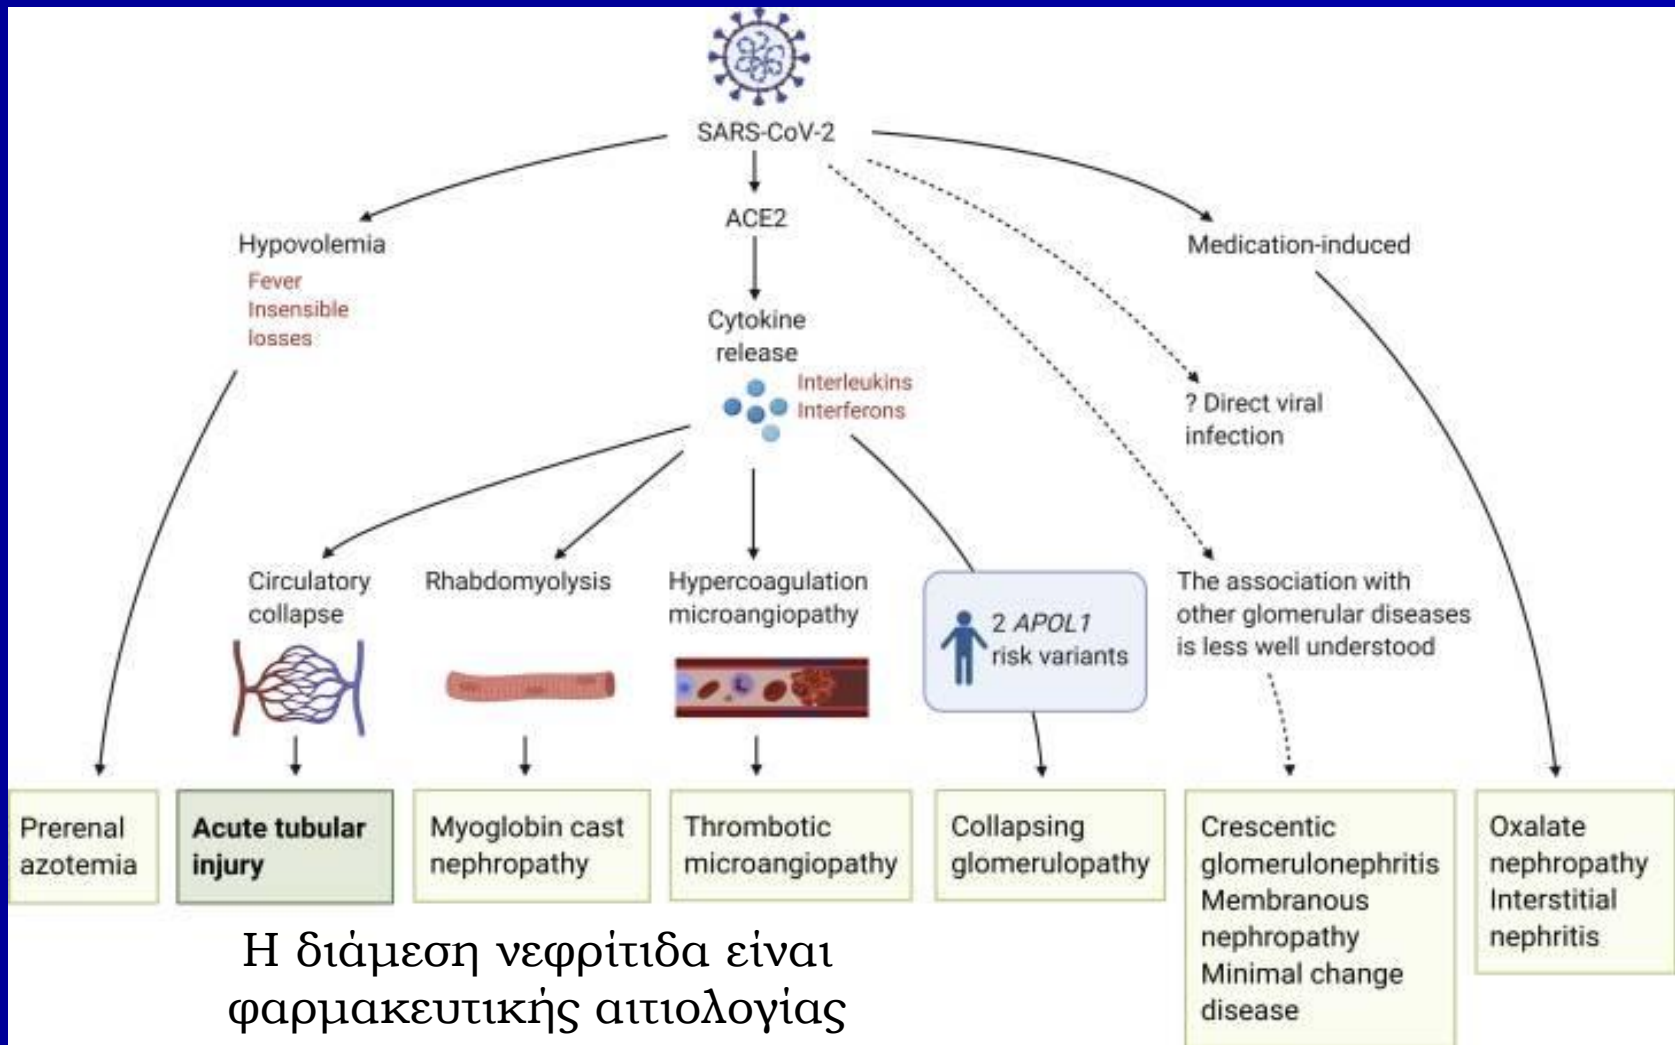 SARS-CoV-2
Hypovolemia
Fever
Insensible
losses
ACE2
Cytokine
release
Interleukins
Interferons
Medication-induced
? Direct viral
infection
Circulatory
collapse
Rhabdomyolysis
Hypercoagulation
microangiopathy
2 APOL1
risk variants
The association with
other glomerular diseases
is less well understood
Prerenal
azotemia
Acute tubular
injury
Myoglobin cast
nephropathy
Thrombotic
microangiopathy
Collapsing
glomerulopathy
Crescentic
glomerulonephritis
Membranous
nephropathy
Minimal change
disease
Oxalate
nephropathy
Interstitial
nephritis
Η διάμεση νεφρίτιδα είναι
φαρμακευτικής αιτιολογίας